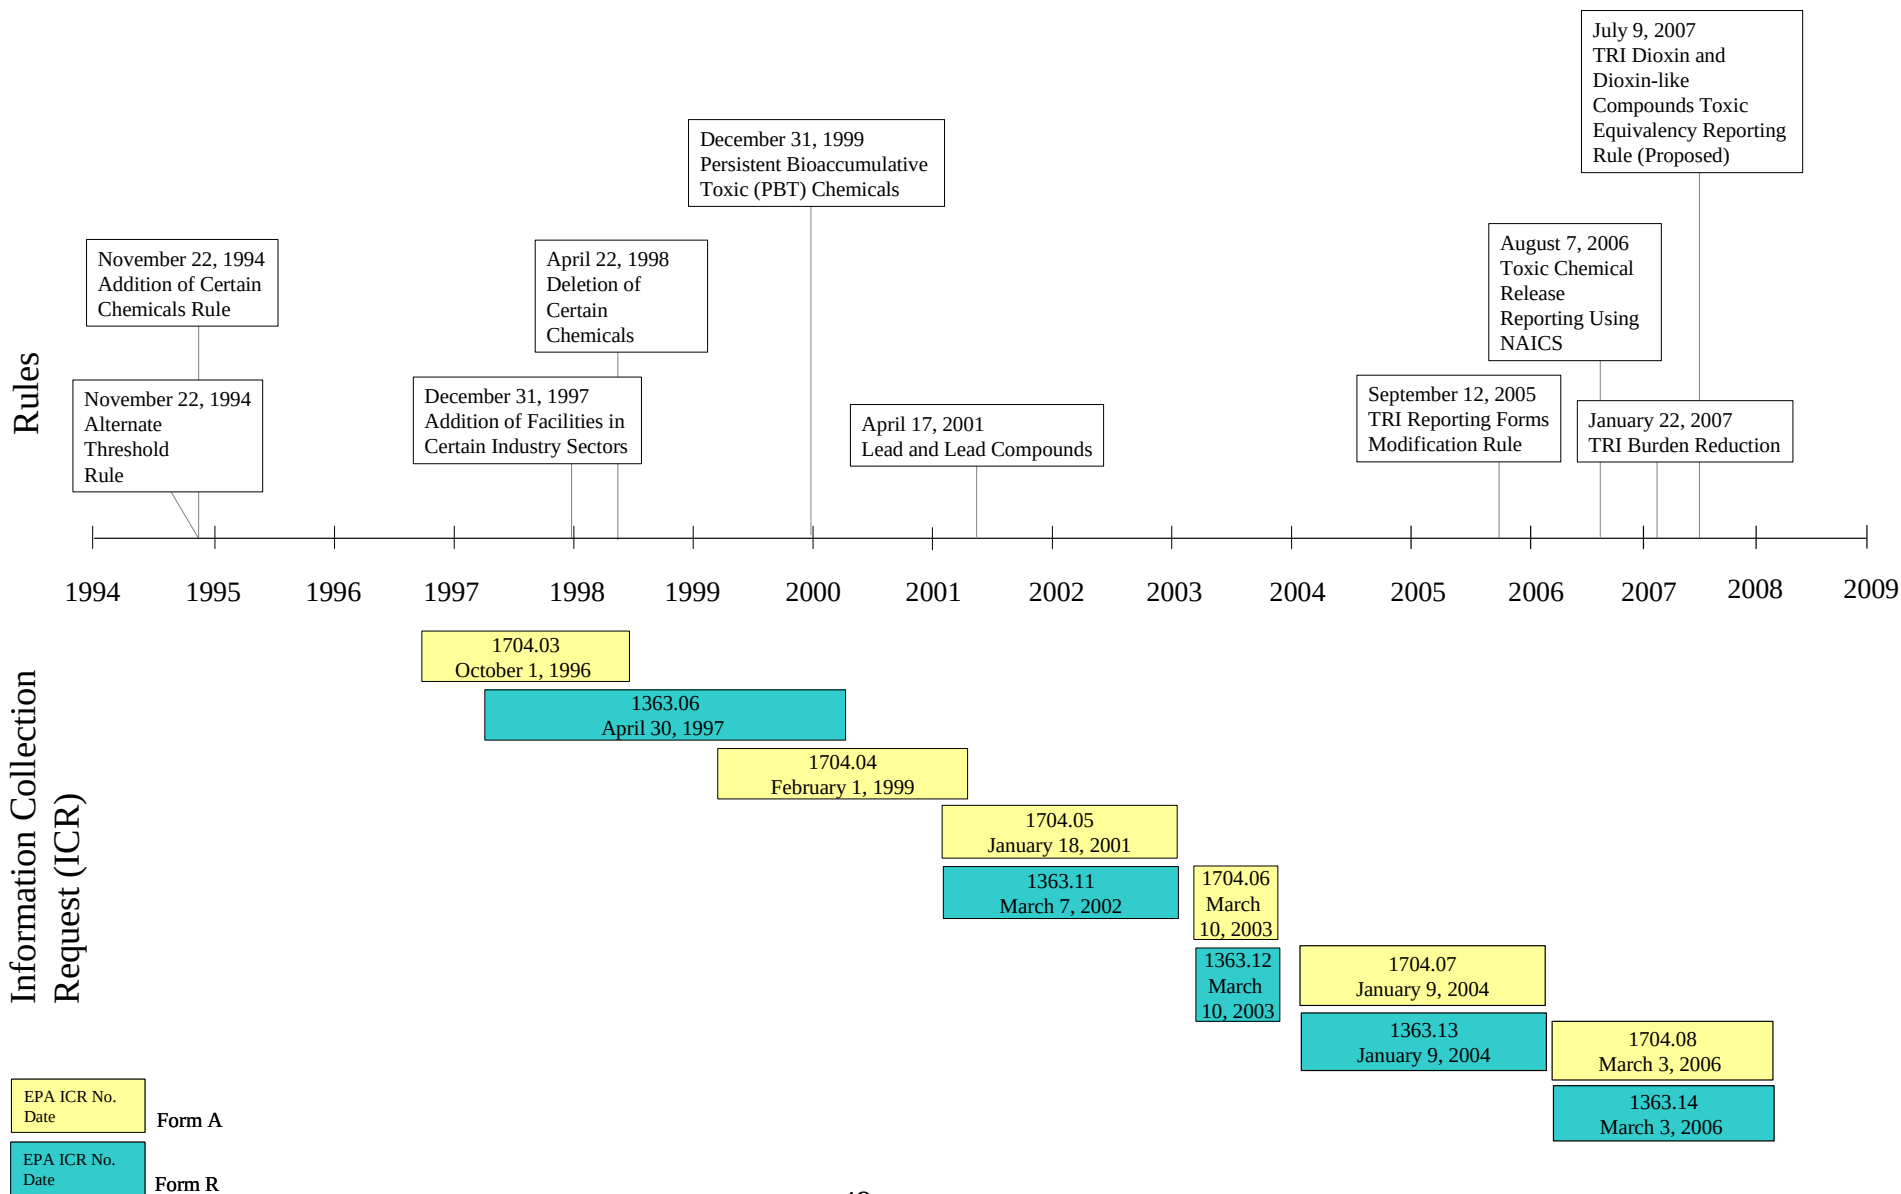 July 9, 2007
TRI Dioxin and
Dioxin-like
Compounds Toxic
Equivalency Reporting
Rule (Proposed)
December 31, 1999
Persistent Bioaccumulative
Toxic (PBT) Chemicals
August 7, 2006
Toxic Chemical
Release
Reporting Using
NAICS
November 22, 1994
Addition of Certain
Chemicals Rule
April 22, 1998
Deletion of
Certain
Chemicals
Rules
November 22, 1994
Alternate
Threshold
Rule
December 31, 1997
Addition of Facilities in
Certain Industry Sectors
April 17, 2001
Lead and Lead Compounds
September 12, 2005
TRI Reporting Forms
Modification Rule
January 22, 2007
TRI Burden Reduction
1994 1995 1996 1997 1998 1999 2000 2001 2002 2003 2004 2005 2006 2007 2008 2009
Information Collection
Request (ICR)
1704.03
October 1, 1996
1363.06
April 30, 1997
1704.04
February 1, 1999
1704.05
January 18, 2001
1363.11
March 7, 2002
1704.06
March
10, 2003
1363.12
March
10, 2003
1704.07
January 9, 2004
1363.13
January 9, 2004
1704.08
March 3, 2006
1363.14
March 3, 2006
EPA ICR No.
Date
Form A
EPA ICR No.
Date
Form R